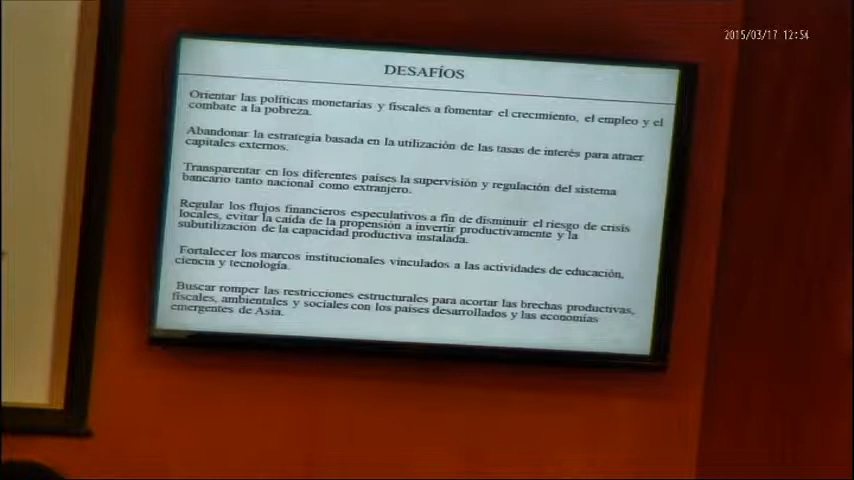 2015/03/17 12:54
DESAFÍOS
Orientar las políticas monetarias y fiscales a fomentar el crecimiento, el empleo y el
combate a la pobreza.
Abandonar la estrategia basada en la utilización de las tasas de interés para atraer
capitales externos.
Transparentar en los diferentes países la supervisión y regulación del sistema
bancario tanto nacional como extranjero.
Regular los flujos financieros especulativos a fin de disminuir el riesgo de crisis
locales, evitar la caída de la propensión a invertir productivamente y la
subutilización de la capacidad productiva instalada.
Fortalecer los marcos institucionales vinculados a las actividades de educación,
ciencia y tecnología.
Buscar romper las restricciones estructurales para acortar las brechas productivas,
fiscales, ambientales y sociales con los países desarrollados y las economías
emergentes de Asia.